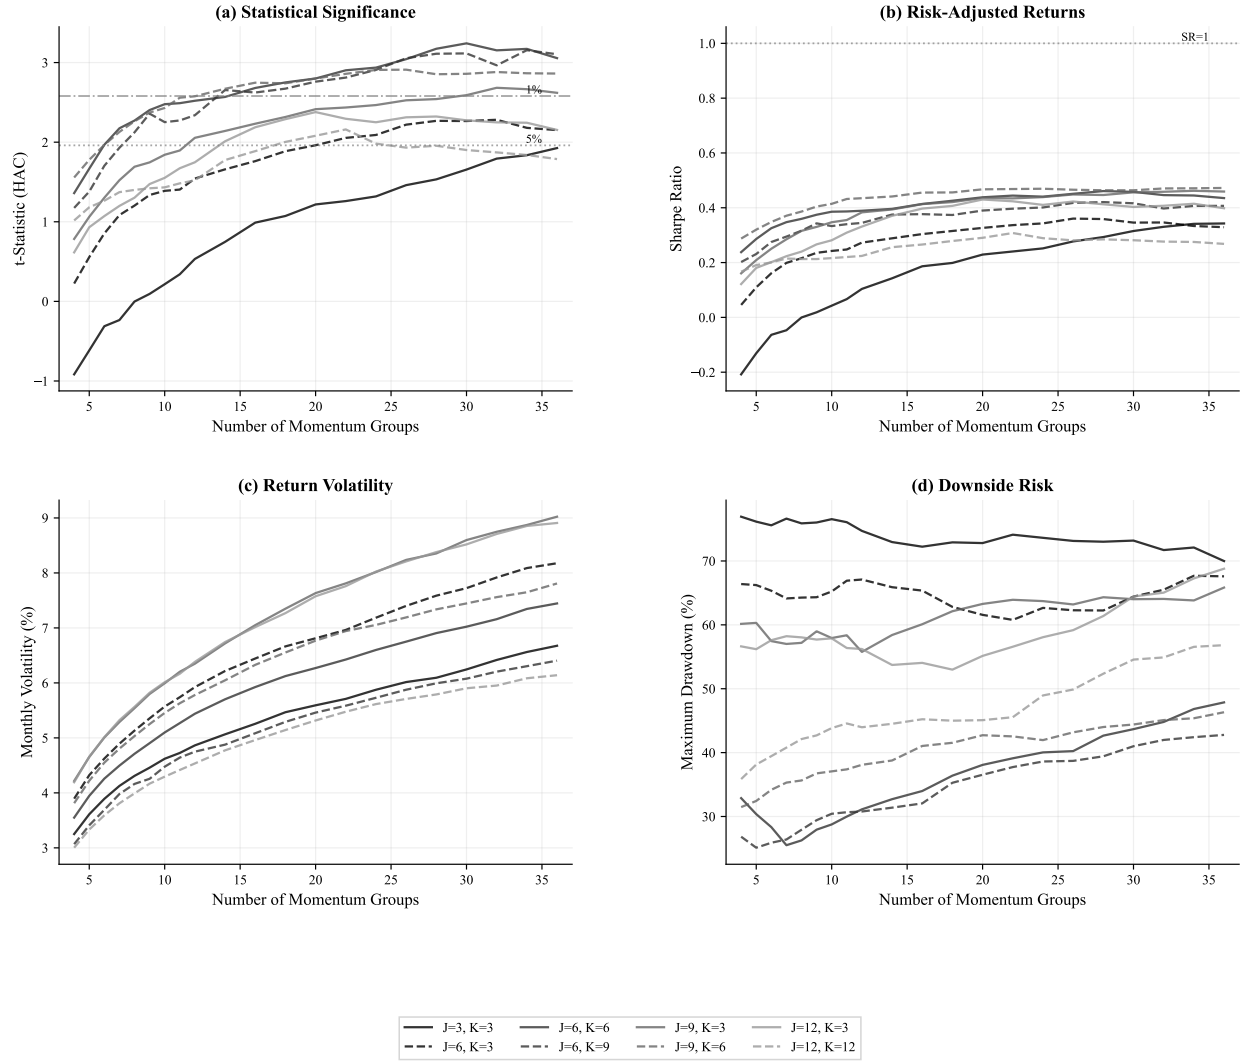 (a) Statistical Significance
3
2
1
0
−1
t-Statistic (HAC)
1%
5%
5 10 15 20 25 30 35
Number of Momentum Groups
(b) Risk-Adjusted Returns
1.0
0.8
0.6
0.4
0.2
0.0
−0.2
Sharpe Ratio
SR=1
5 10 15 20 25 30 35
Number of Momentum Groups
(c) Return Volatility
9
8
7
6
5
4
3
Monthly Volatility (%)
5 10 15 20 25 30 35
Number of Momentum Groups
(d) Downside Risk
70
60
50
40
30
Maximum Drawdown (%)
5 10 15 20 25 30 35
Number of Momentum Groups
J=3, K=3 J=6, K=6 J=9, K=3 J=12, K=3
J=6, K=3 J=6, K=9 J=9, K=6 J=12, K=12